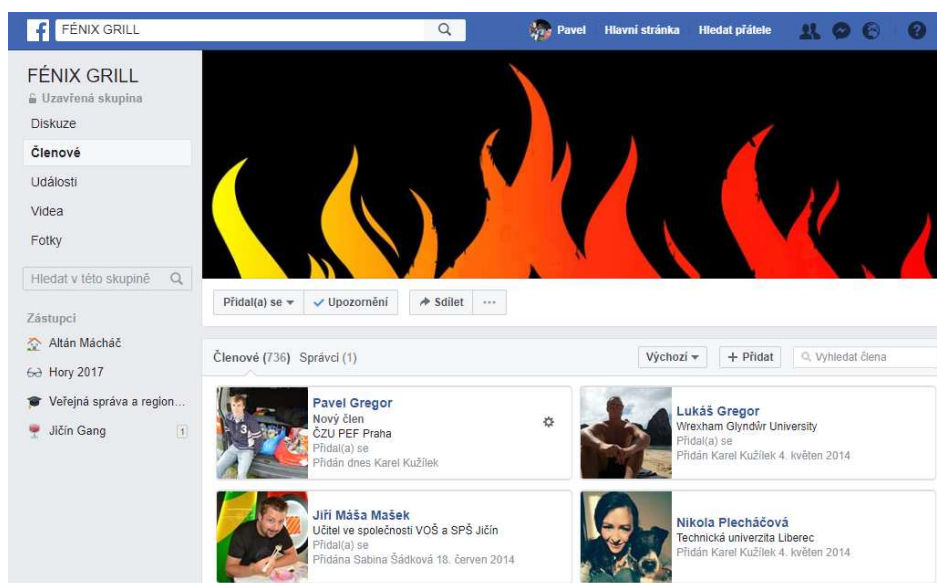 FÉNIX GRILL
Pavel Hlavní stránka Hledat přátele
FÉNIX GRILL
Uzavřená skupina
Diskuze
Členové
Události
Videa
Fotky
Hledat v této skupině
Zástupci
Altán Mácháč
Hory 2017
Veřejná správa a region...
Jičín Gang 1
Přidal(a) se
Upozornění
Sdílet
Členové (736) Správci (1)
Výchozí
+ Přidat
Vyhledat člena
Pavel Gregor
Nový člen
ČZU PEF Praha
Přidal(a) se
Přidán dnes Karel Kužílek
Lukáš Gregor
Wrexham Glyndŵr University
Přidal(a) se
Přidán Karel Kužílek 4. květen 2014
Jiří Máša Mašek
Učitel ve společnosti VOŠ a SPŠ Jičín
Přidal(a) se
Přidána Sabina Šádková 18. červen 2014
Nikola Plecháčová
Technická univerzita Liberec
Přidán Karel Kužílek 4. květen 2014